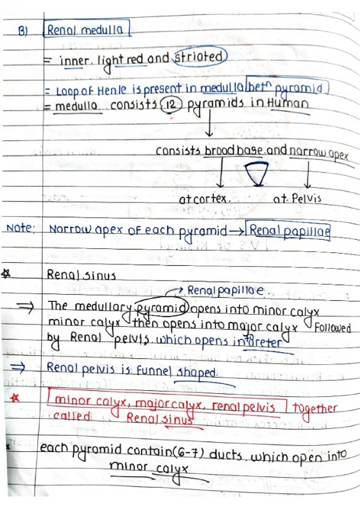 B) Renal medulla
= inner. light red and striated
= Loop of Henle is present in medulla betn pyramid
= medulla consists 12 pyramids in Human
consists broad base and narrow apex
at cortex. at Pelvis
Note: Narrow apex of each pyramid → Renal papillae
Renal sinus
→ Renal papillae.
⇒ The medullary pyramid opens into minor calyx
minor calyx then opens into major calyx Followed
by Renal pelvis which opens in ureter
⇒ Renal pelvis is funnel shaped
minor calyx, major calyx, renal pelvis together
called Renal sinus
each pyramid contain (6-7) ducts which open into
minor calyx